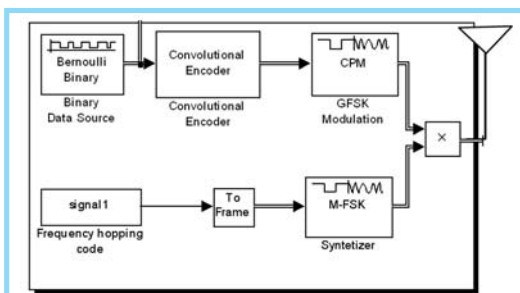 Bernoulli
Binary
Binary
Data Source
Convolutional
Encoder
Convolutional
Encoder
CPM
GFSK
Modulation
×
signal1
Frequency hopping
code
To
Frame
M-FSK
Syntetizer